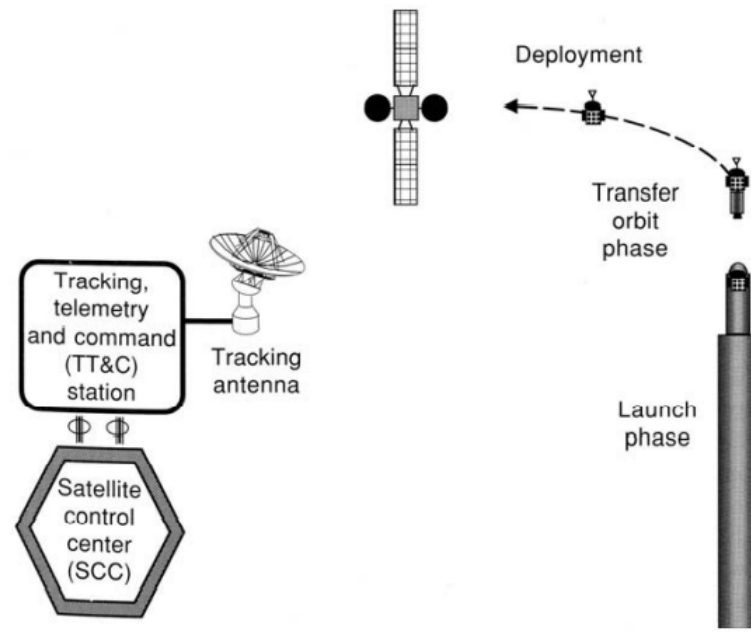 Deployment
Transfer
orbit
phase
Tracking,
telemetry
and command
(TT&C)
station
Tracking
antenna
Launch
phase
Satellite
control
center
(SCC)